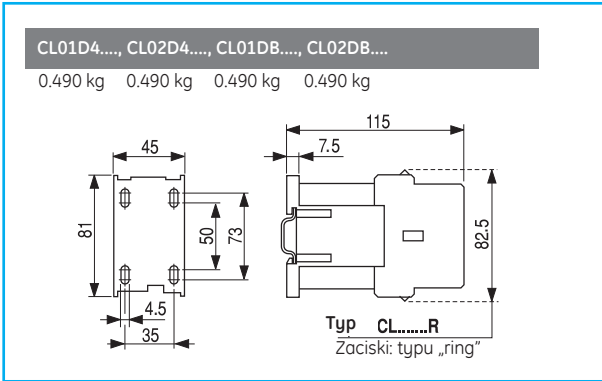 CL01D4...., CL02D4...., CL01DB...., CL02DB....
0.490 kg 0.490 kg 0.490 kg 0.490 kg
115
45
7.5
81
50
73
82.5
4.5
35
Typ CL.......R
Zaciski: typu „ring”